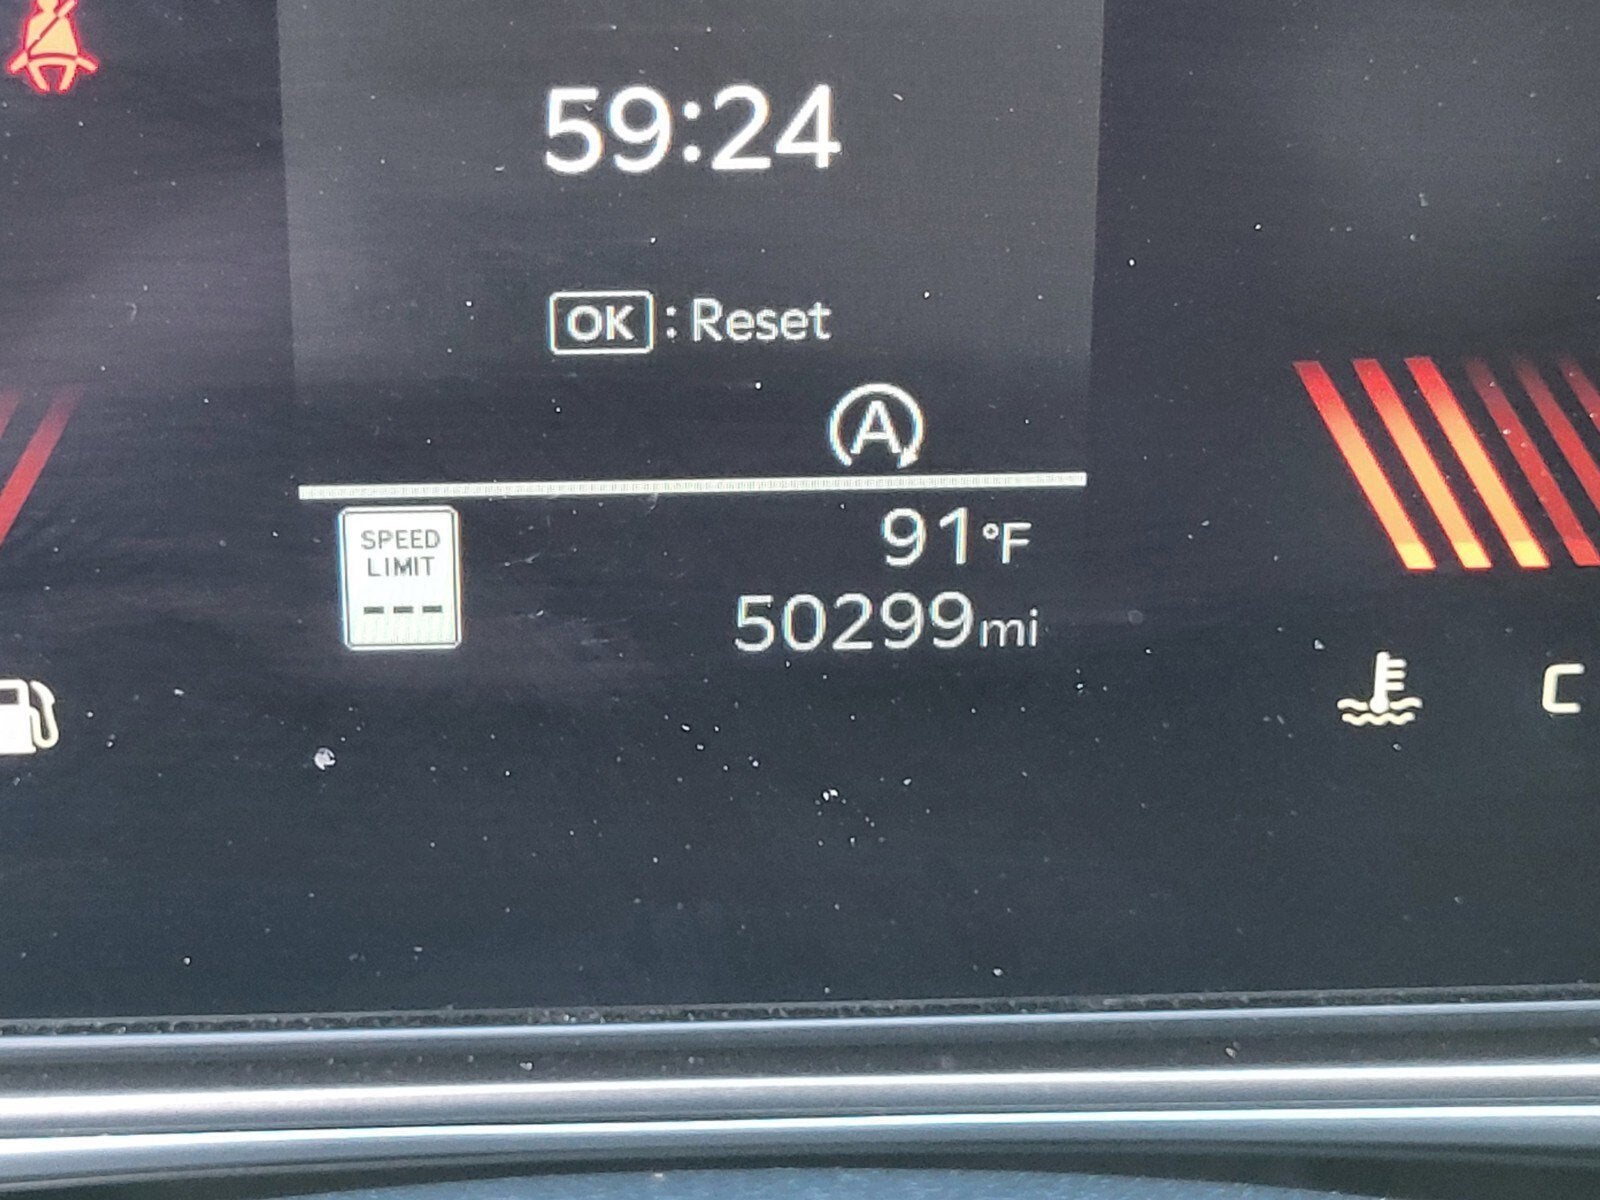 59:24
OK : Reset
A
SPEED
LIMIT
---
91°F
50299mi
C